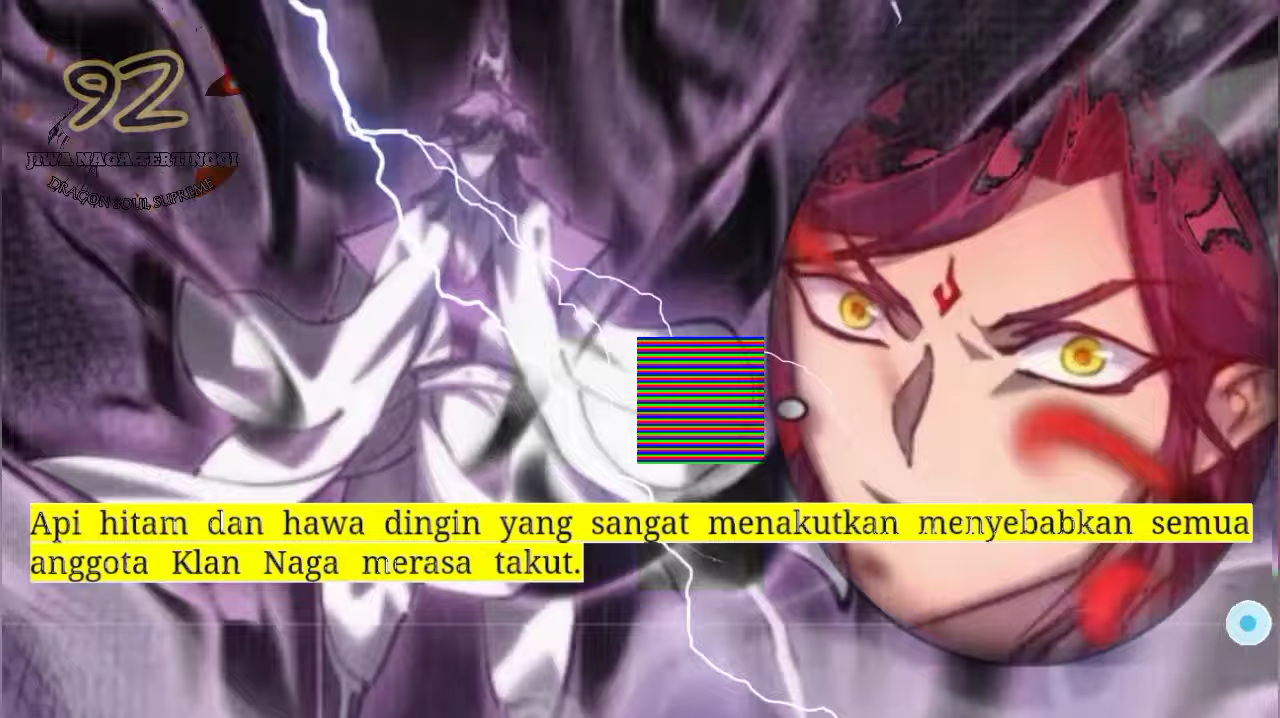 92
JIWA NAGA TERTINGGI
DRAGON SOUL SUPREME
Api hitam dan hawa dingin yang sangat menakutkan menyebabkan semua
anggota Klan Naga merasa takut.